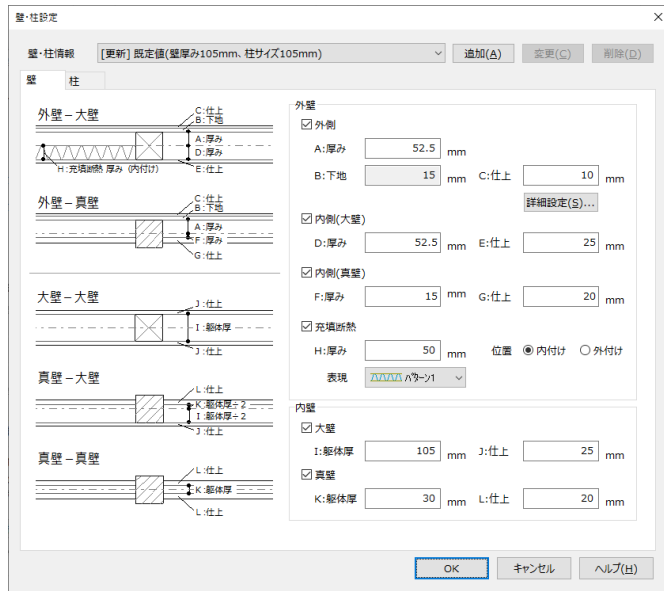 壁・柱設定
壁・柱情報 [更新] 既定値(壁厚み105mm、柱サイズ105mm) 追加(A) 変更(C) 削除(D)
壁 柱
外壁－大壁
C:仕上
B:下地
A:厚み
D:厚み
H:充填断熱 厚み (内付け)
E:仕上
外壁－真壁
C:仕上
B:下地
A:厚み
F:厚み
G:仕上
大壁－大壁
J:仕上
I:躯体厚
J:仕上
真壁－大壁
L:仕上
K:躯体厚÷2
I:躯体厚÷2
J:仕上
真壁－真壁
L:仕上
K:躯体厚
L:仕上
外壁
外側
A:厚み 52.5 mm
B:下地 15 mm C:仕上 10 mm
詳細設定(S)...
内側(大壁)
D:厚み 52.5 mm E:仕上 25 mm
内側(真壁)
F:厚み 15 mm G:仕上 20 mm
充填断熱
H:厚み 50 mm 位置 内付け 外付け
表現 パターン1
内壁
大壁
I:躯体厚 105 mm J:仕上 25 mm
真壁
K:躯体厚 30 mm L:仕上 20 mm
OK キャンセル ヘルプ(H)